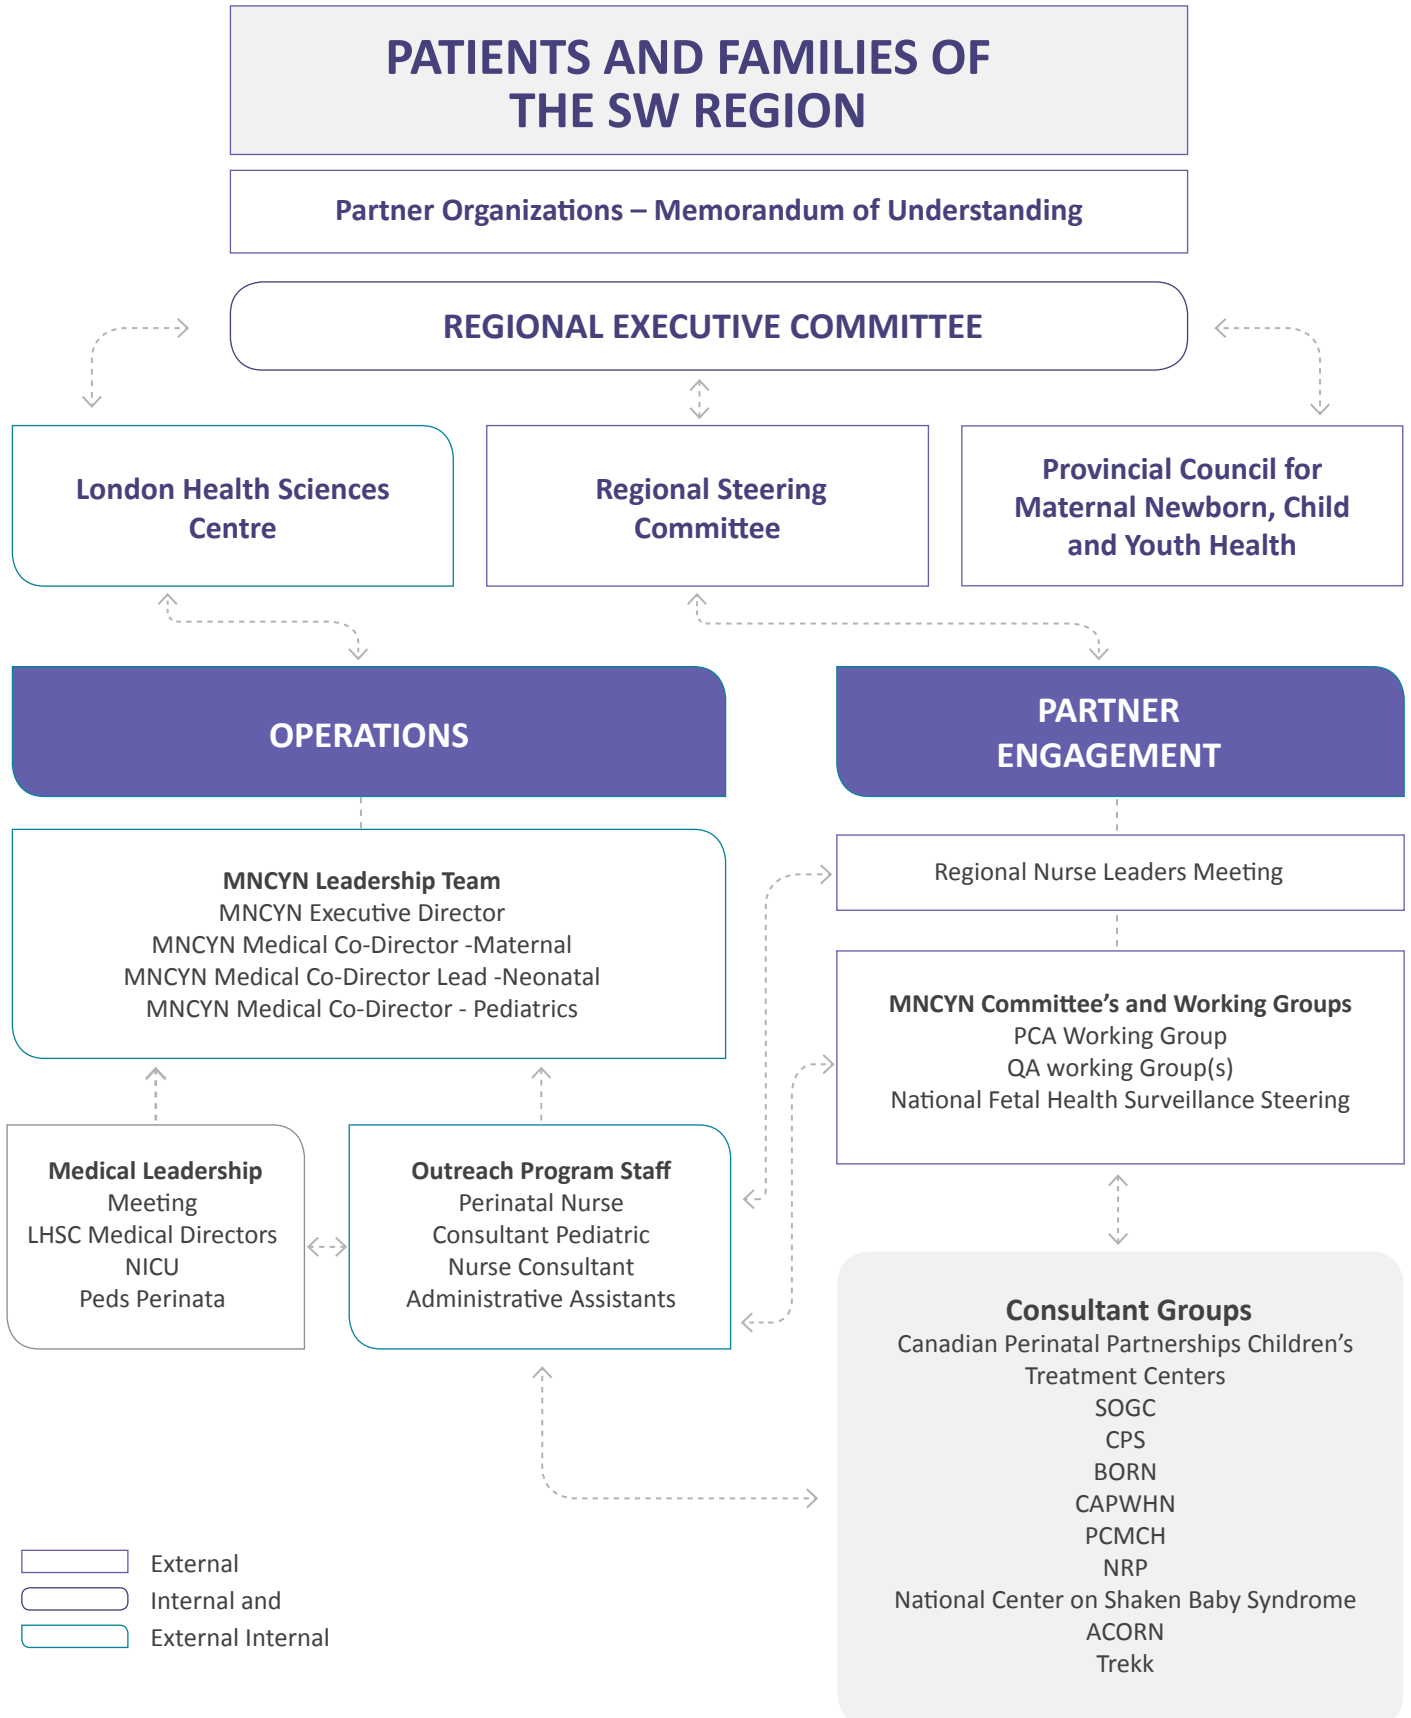 PATIENTS AND FAMILIES OF
THE SW REGION
Partner Organizations – Memorandum of Understanding
REGIONAL EXECUTIVE COMMITTEE
London Health Sciences
Centre
Regional Steering
Committee
Provincial Council for
Maternal Newborn, Child
and Youth Health
OPERATIONS
PARTNER
ENGAGEMENT
MNCYN Leadership Team
MNCYN Executive Director
MNCYN Medical Co-Director -Maternal
MNCYN Medical Co-Director Lead -Neonatal
MNCYN Medical Co-Director - Pediatrics
Regional Nurse Leaders Meeting
MNCYN Committee’s and Working Groups
PCA Working Group
QA working Group(s)
National Fetal Health Surveillance Steering
Medical Leadership
Meeting
LHSC Medical Directors
NICU
Peds Perinata
Outreach Program Staff
Perinatal Nurse
Consultant Pediatric
Nurse Consultant
Administrative Assistants
Consultant Groups
Canadian Perinatal Partnerships Children’s
Treatment Centers
SOGC
CPS
BORN
CAPWHN
PCMCH
NRP
National Center on Shaken Baby Syndrome
ACORN
Trekk
External
Internal and
External Internal